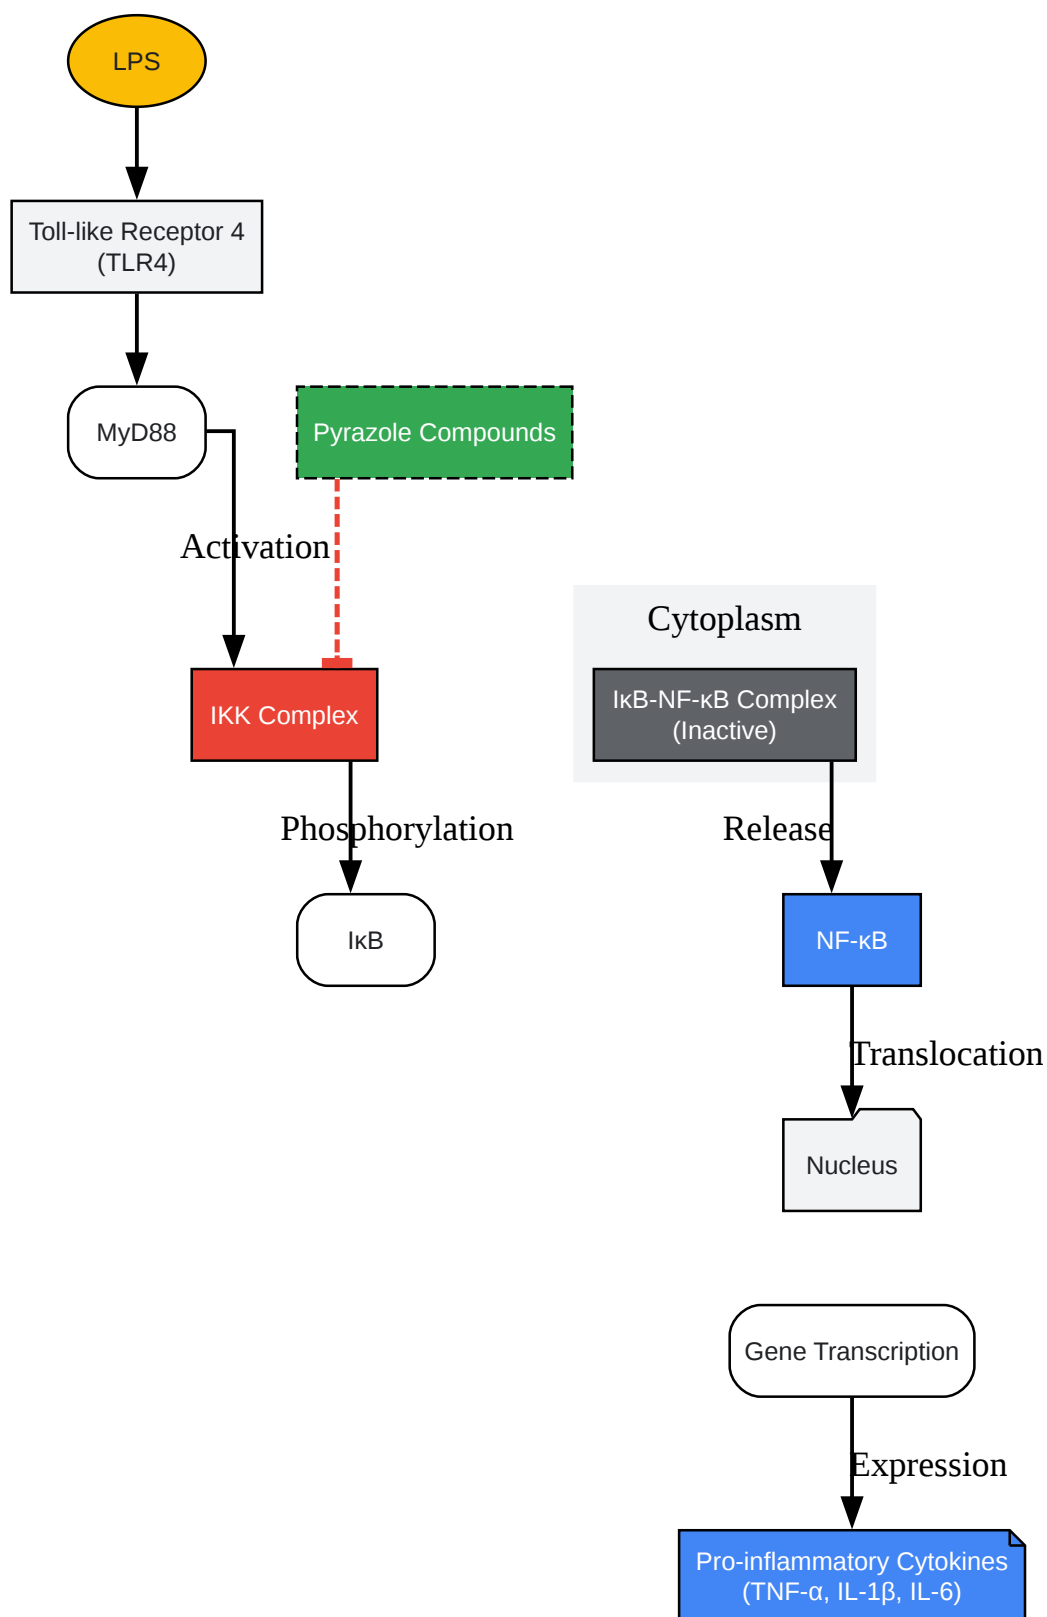 LPS
Toll-like Receptor 4
(TLR4)
MyD88
Pyrazole Compounds
Activation
Cytoplasm
IKK Complex
IκB-NF-κB Complex
(Inactive)
Phosphorylation
Release
IκB
NF-κB
Translocation
Nucleus
Gene Transcription
Expression
Pro-inflammatory Cytokines
(TNF-α, IL-1β, IL-6)